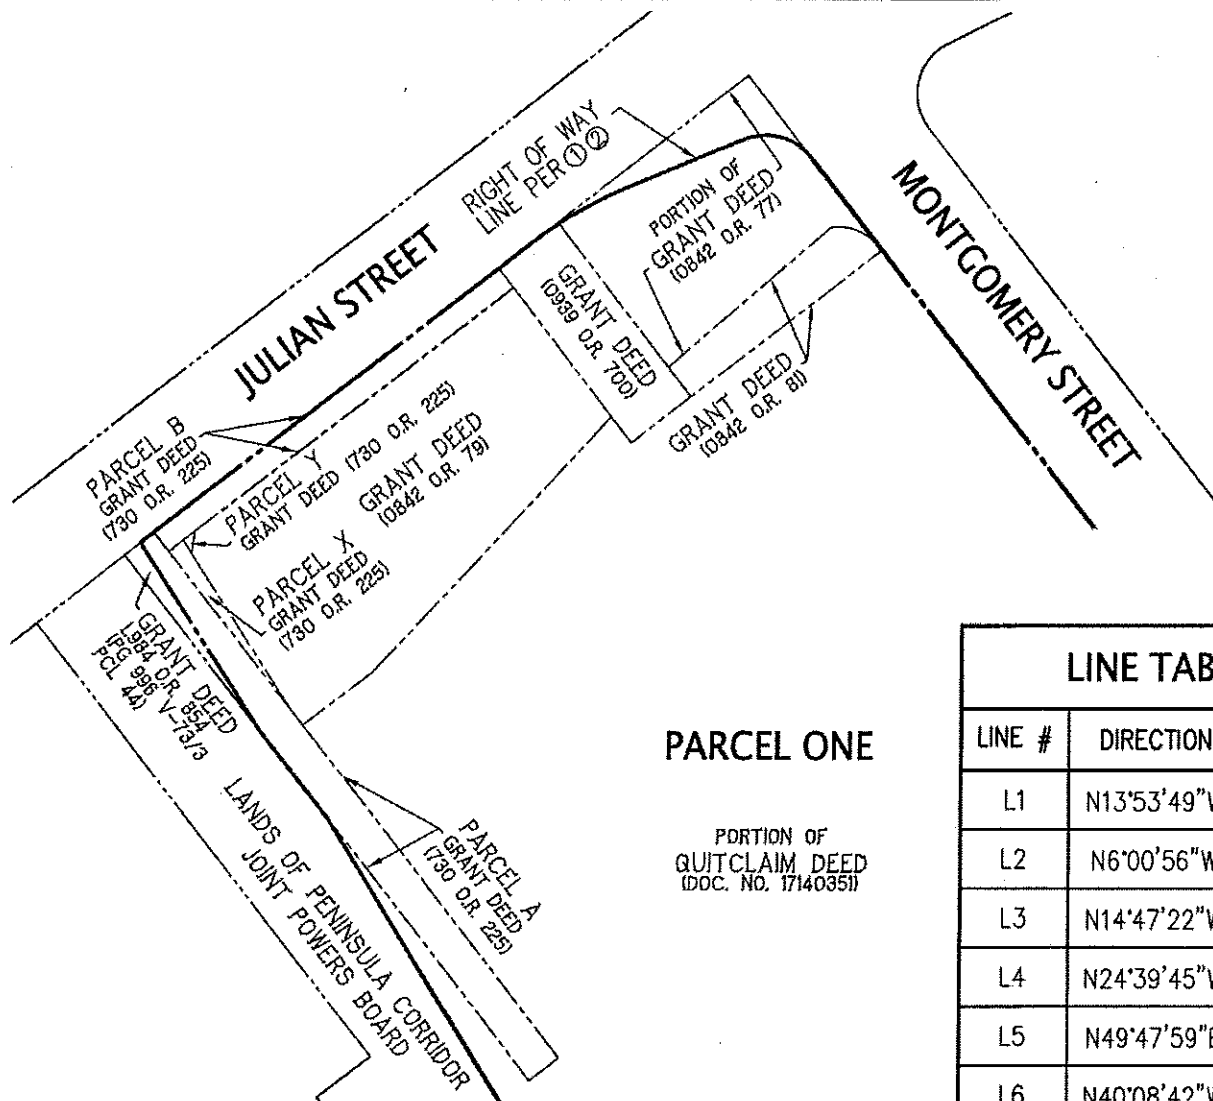 RIGHT OF WAY
LINE PER ① ②
JULIAN STREET
MONTGOMERY STREET
PORTION OF
GRANT DEED
(0842 O.R. 77)
GRANT DEED
(0939 O.R. 700)
GRANT DEED
(0842 O.R. 81)
PARCEL B
GRANT DEED
(730 O.R. 225)
PARCEL Y
GRANT DEED (730 O.R. 225)
GRANT DEED
(0842 O.R. 79)
PARCEL X
GRANT DEED
(730 O.R. 225)
GRANT DEED
L984 O.R. 854
(PG 996 V-73/3
PCL 44)
LANDS OF PENINSULA CORRIDOR
JOINT POWERS BOARD
PARCEL A
GRANT DEED
(730 O.R. 225)
PARCEL ONE
PORTION OF
QUITCLAIM DEED
(DOC. NO. 17140351)
LINE TAB
LINE # DIRECTION
L1 N13°53'49"W
L2 N6°00'56"W
L3 N14°47'22"W
L4 N24°39'45"W
L5 N49°47'59"E
L6 N40°08'42"W